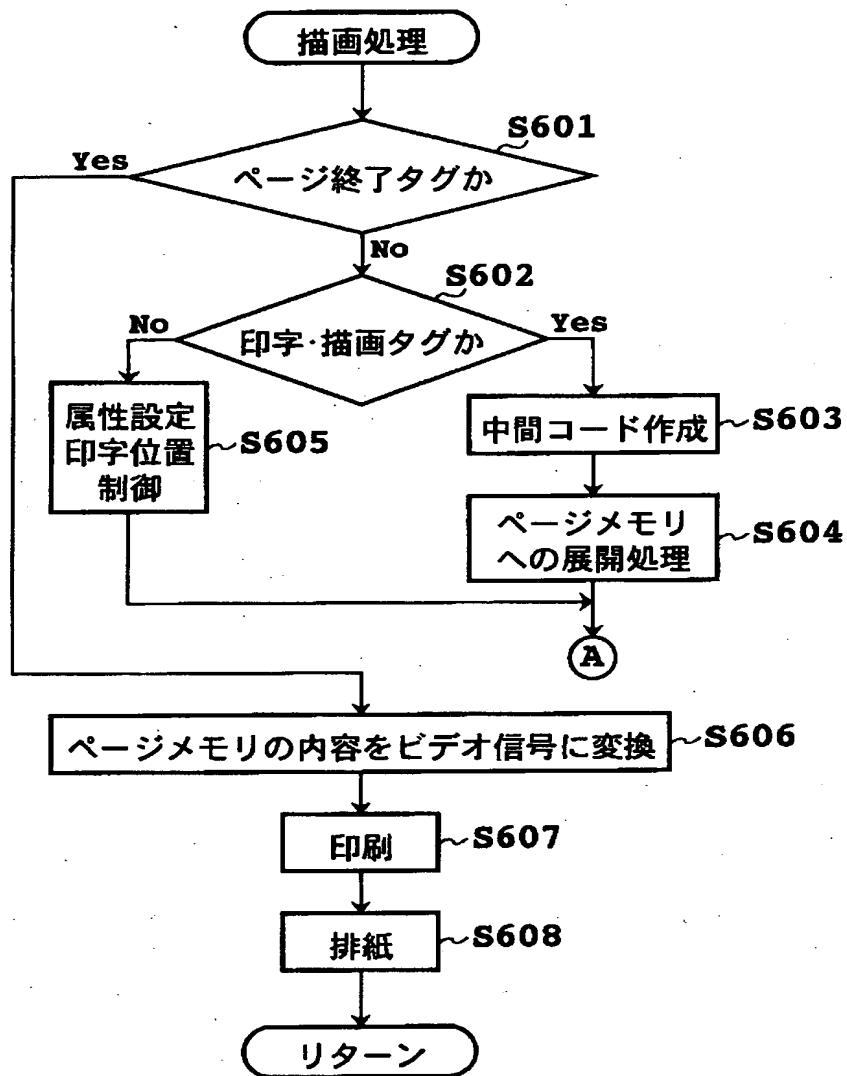 描画処理
S601
Yes
ページ終了タグか
No
S602
No
印字・描画タグか
Yes
属性設定
印字位置
制御
S605
中間コード作成
S603
ページメモリ
への展開処理
S604
A
ページメモリの内容をビデオ信号に変換
S606
印刷
S607
排紙
S608
リターン